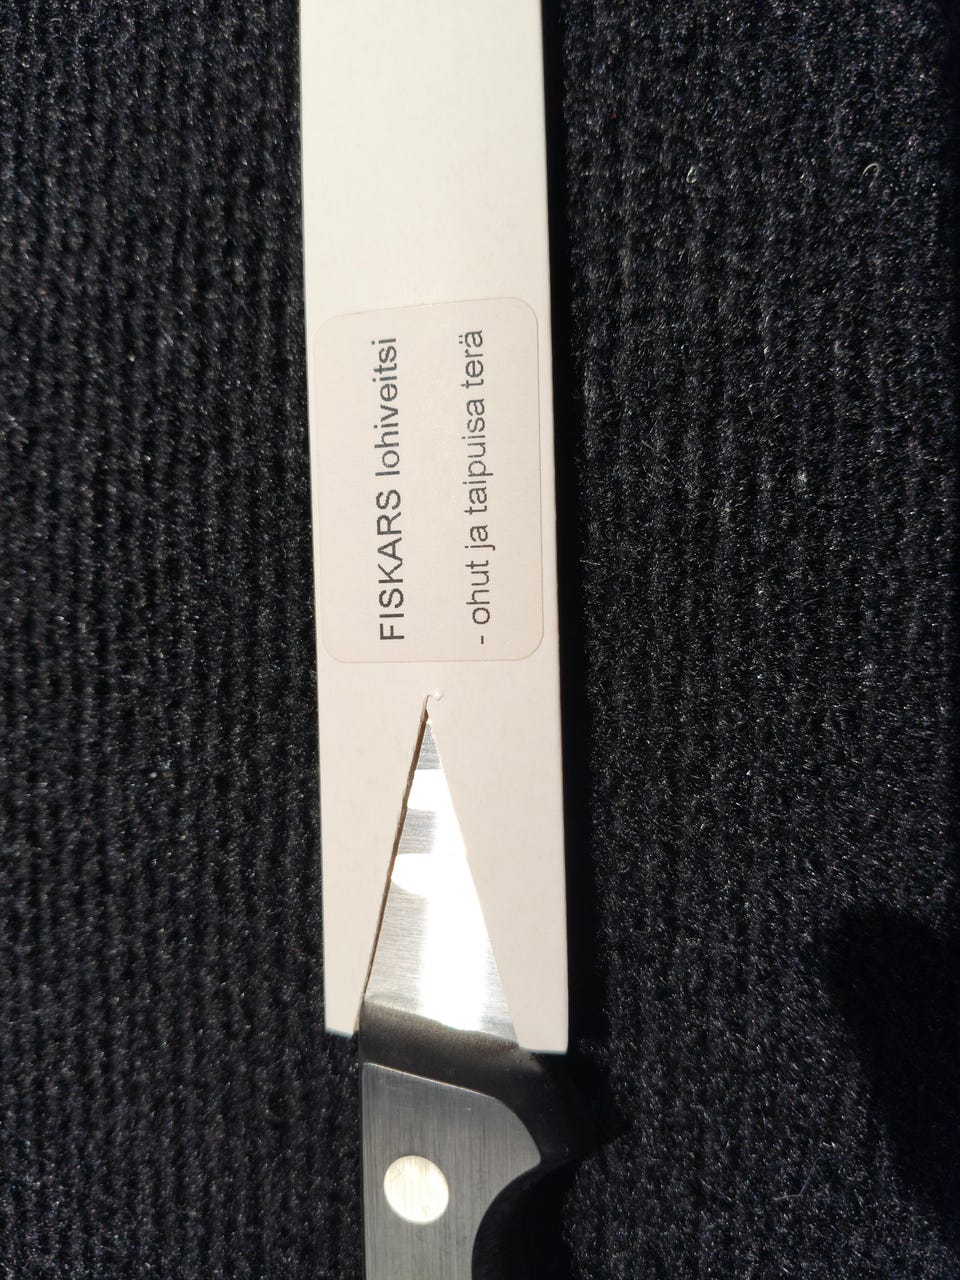 FISKARS lohiveitsi
- ohut ja taipuisa terä